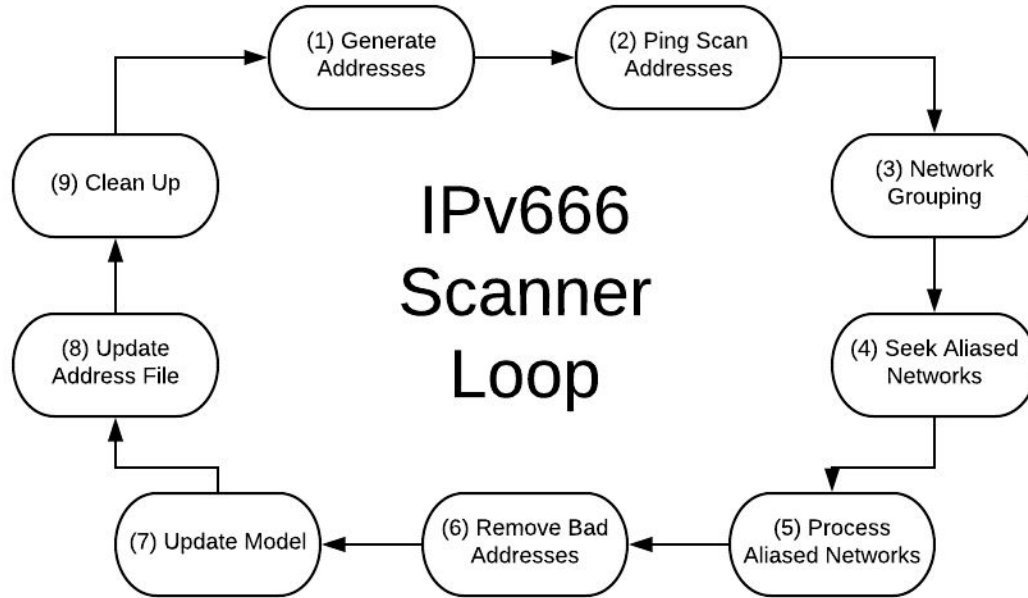 (1) Generate
Addresses
(2) Ping Scan
Addresses
(3) Network
Grouping
(4) Seek Aliased
Networks
(5) Process
Aliased Networks
(6) Remove Bad
Addresses
(7) Update Model
(8) Update
Address File
(9) Clean Up
IPv666
Scanner
Loop